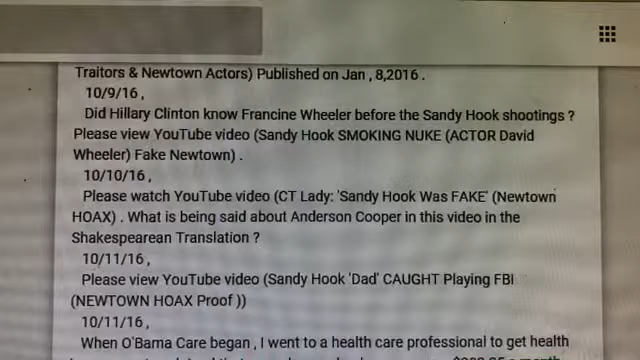 Traitors & Newtown Actors) Published on Jan , 8,2016 .
10/9/16 ,
Did Hillary Clinton know Francine Wheeler before the Sandy Hook shootings ?
Please view YouTube video (Sandy Hook SMOKING NUKE (ACTOR David
Wheeler) Fake Newtown) .
10/10/16 ,
Please watch YouTube video (CT Lady: 'Sandy Hook Was FAKE' (Newtown
HOAX) . What is being said about Anderson Cooper in this video in the
Shakespearean Translation ?
10/11/16 ,
Please view YouTube video (Sandy Hook 'Dad' CAUGHT Playing FBI
(NEWTOWN HOAX Proof ))
10/11/16 ,
When O'Bama Care began , I went to a health care professional to get health